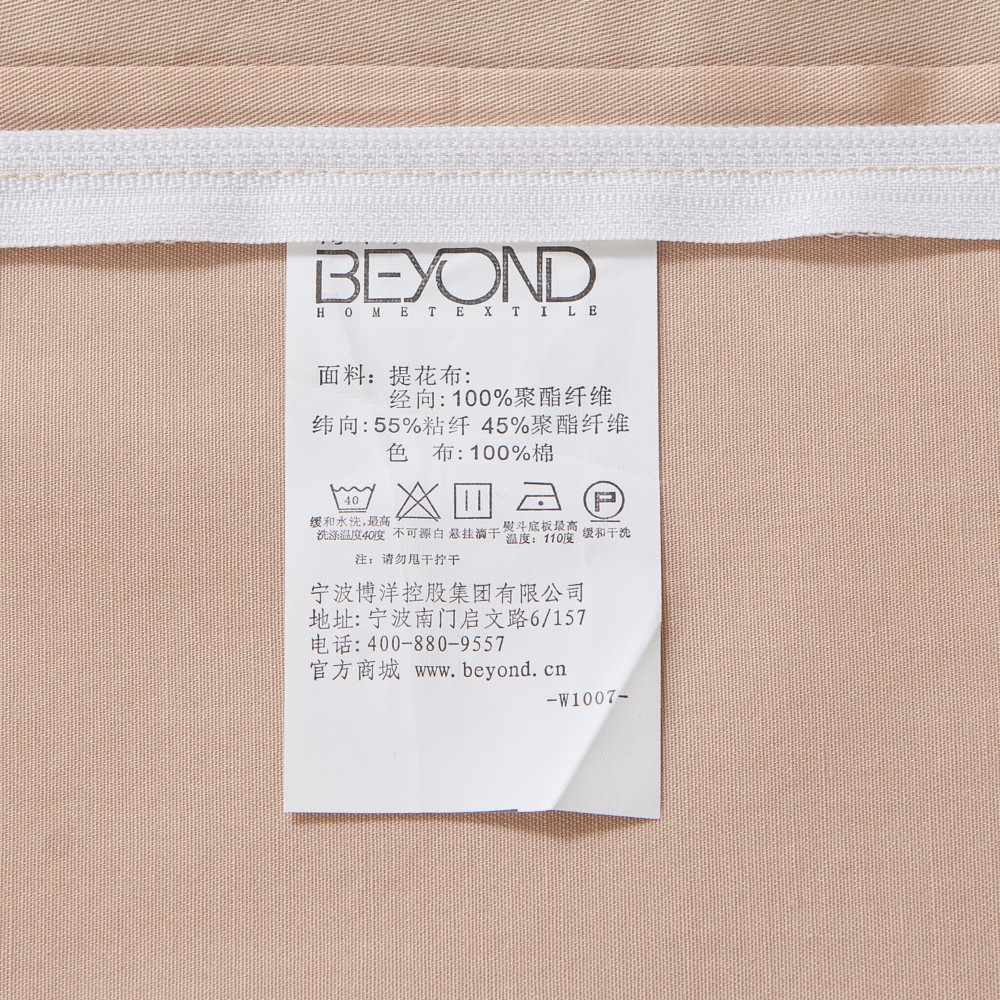 BEYOND
HOMETEXTILE
面料：提花布：
经向：100%聚酯纤维
纬向：55%粘纤 45%聚酯纤维
色 布：100%棉
40
P
缓和水洗，最高
洗涤温度40度
不可漂白
悬挂滴干
熨斗底板最高
温度：110度
缓和干洗
注：请勿甩干拧干
宁波博洋控股集团有限公司
地址：宁波南门启文路6/157
电话：400-880-9557
官方商城 www.beyond.cn
-W1007-